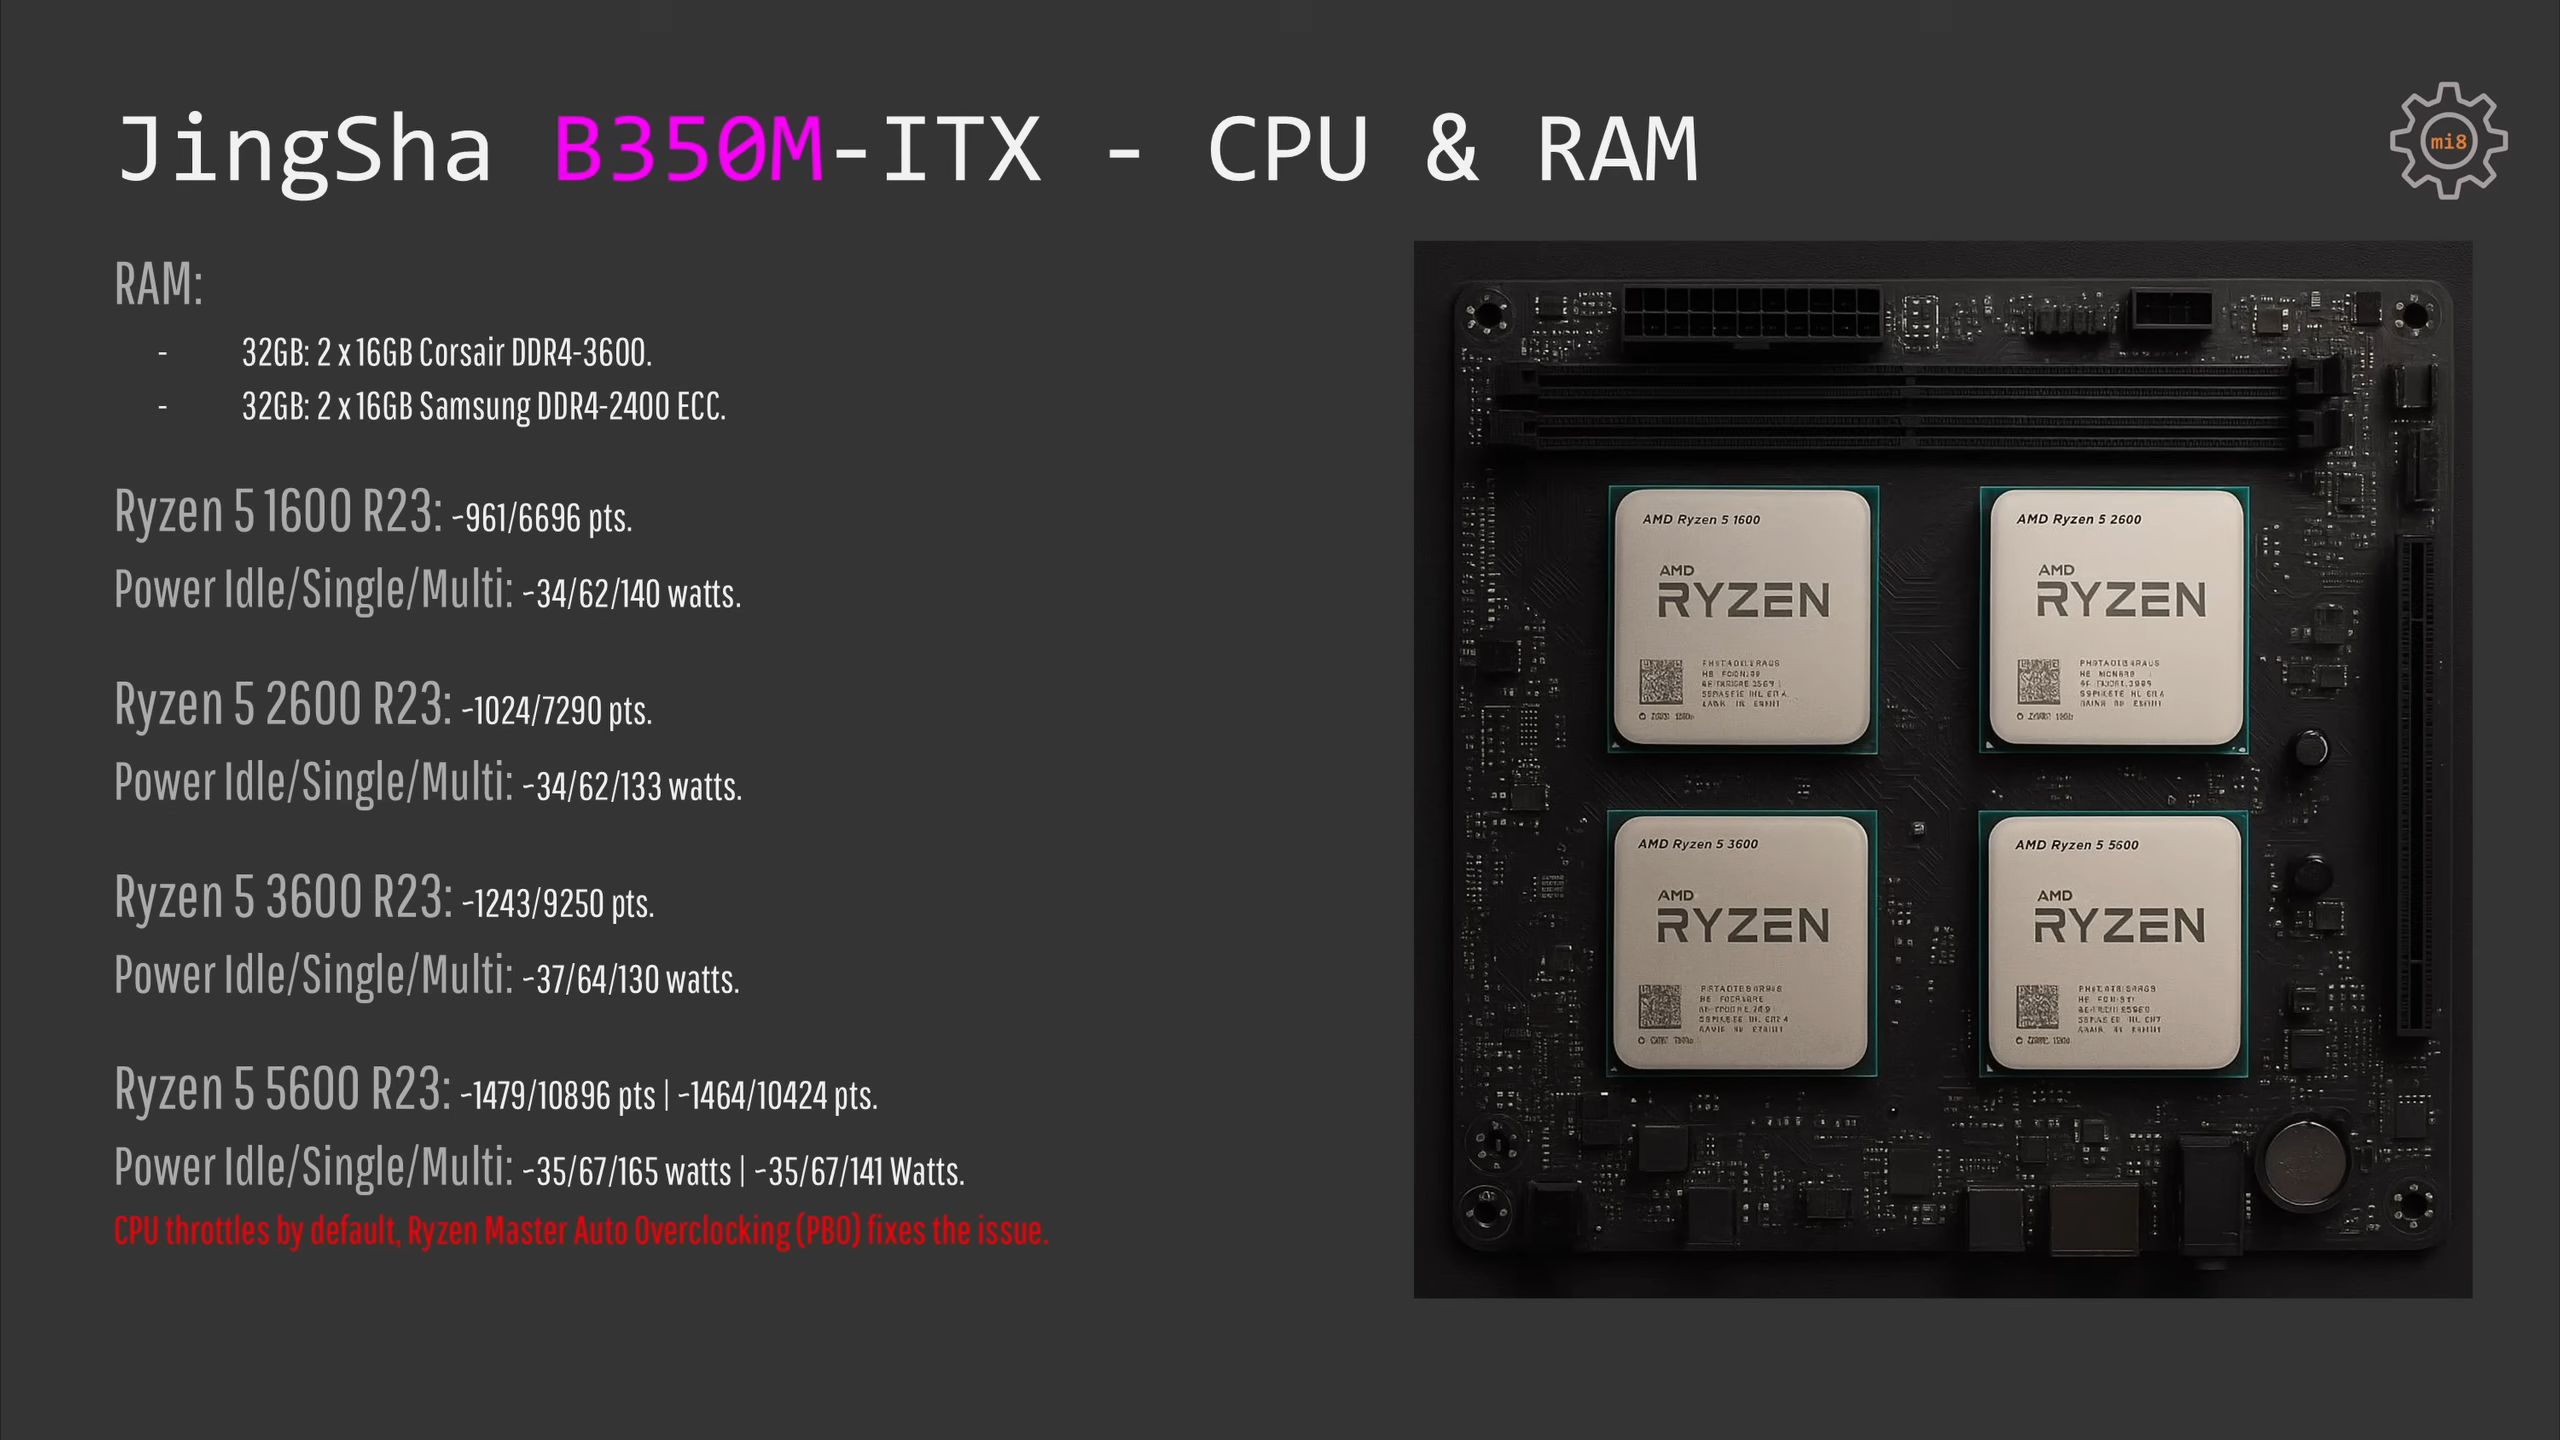 JingSha B350M-ITX - CPU & RAM
mi8
RAM:
- 32GB: 2 x 16GB Corsair DDR4-3600.
- 32GB: 2 x 16GB Samsung DDR4-2400 ECC.
Ryzen 5 1600 R23: ~961/6696 pts.
Power Idle/Single/Multi: ~34/62/140 watts.
Ryzen 5 2600 R23: ~1024/7290 pts.
Power Idle/Single/Multi: ~34/62/133 watts.
Ryzen 5 3600 R23: ~1243/9250 pts.
Power Idle/Single/Multi: ~37/64/130 watts.
Ryzen 5 5600 R23: ~1479/10896 pts | ~1464/10424 pts.
Power Idle/Single/Multi: ~35/67/165 watts | ~35/67/141 Watts.
CPU throttles by default, Ryzen Master Auto Overclocking (PBO) fixes the issue.
AMD Ryzen 5 1600
AMD
RYZEN
AMD Ryzen 5 2600
AMD
RYZEN
AMD Ryzen 5 3600
AMD
RYZEN
AMD Ryzen 5 5600
AMD
RYZEN